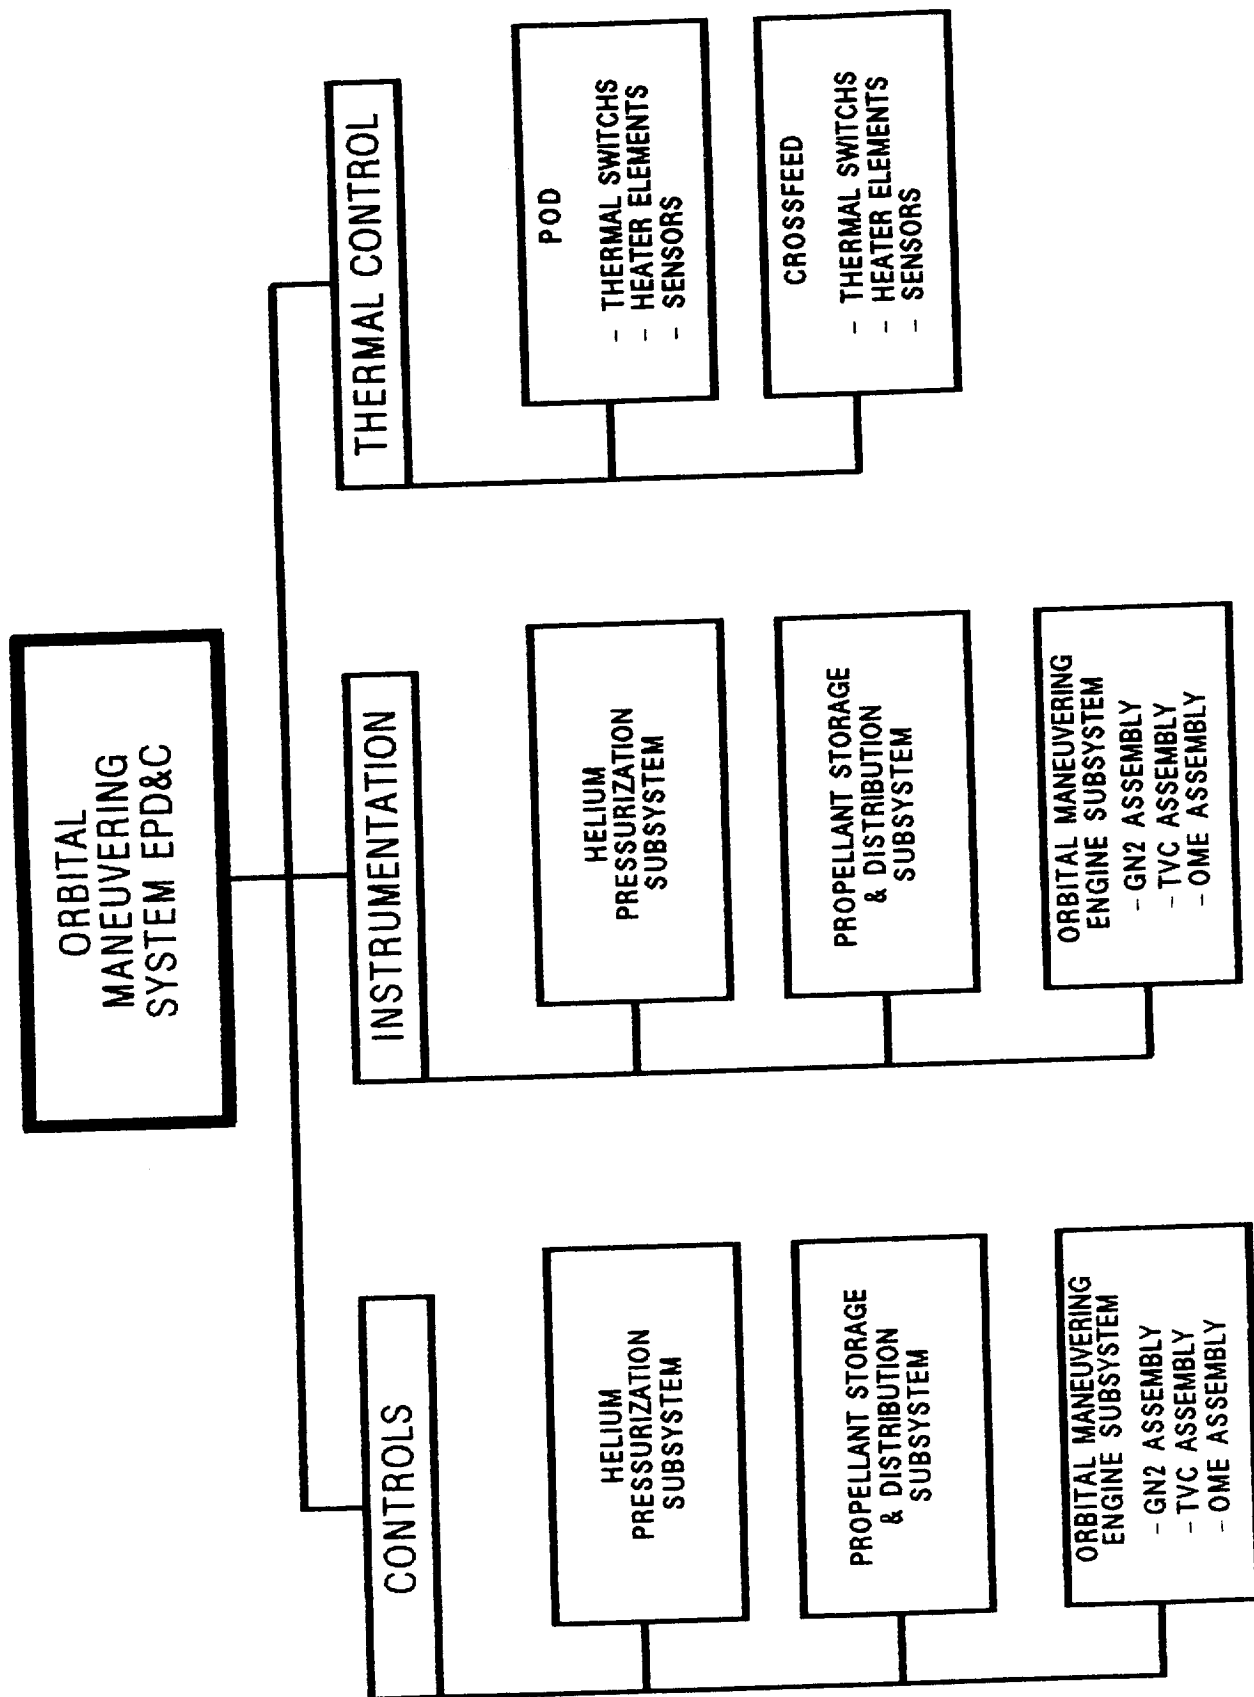 ORBITAL
MANEUVERING
SYSTEM EPD&C
CONTROLS
HELIUM
PRESSURIZATION
SUBSYSTEM
PROPELLANT STORAGE
& DISTRIBUTION
SUBSYSTEM
ORBITAL MANEUVERING
ENGINE SUBSYSTEM
- GN2 ASSEMBLY
- TVC ASSEMBLY
- OME ASSEMBLY
INSTRUMENTATION
HELIUM
PRESSURIZATION
SUBSYSTEM
PROPELLANT STORAGE
& DISTRIBUTION
SUBSYSTEM
ORBITAL MANEUVERING
ENGINE SUBSYSTEM
- GN2 ASSEMBLY
- TVC ASSEMBLY
- OME ASSEMBLY
THERMAL CONTROL
POD
- THERMAL SWITCHS
- HEATER ELEMENTS
- SENSORS
CROSSFEED
- THERMAL SWITCHS
- HEATER ELEMENTS
- SENSORS